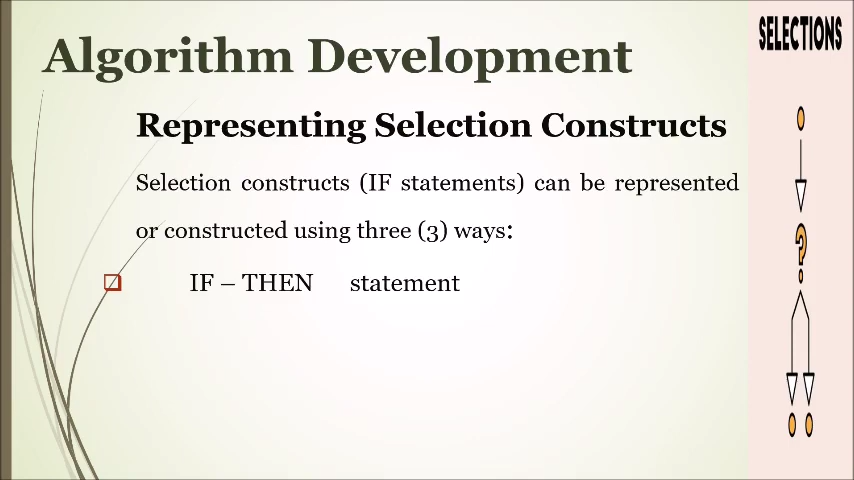 Algorithm Development
SELECTIONS
Representing Selection Constructs
Selection constructs (IF statements) can be represented
or constructed using three (3) ways:
IF – THEN statement
?